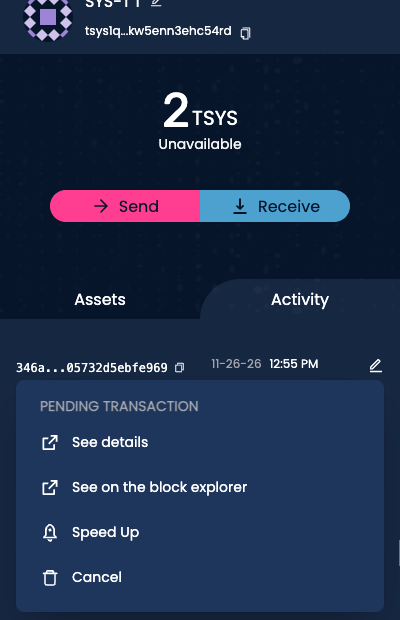 SYS-T 1
tsys1q...kw5enn3ehc54rd
2 TSYS
Unavailable
Send
Receive
Assets
Activity
346a...05732d5ebfe969
11-26-26 12:55 PM
PENDING TRANSACTION
See details
See on the block explorer
Speed Up
Cancel